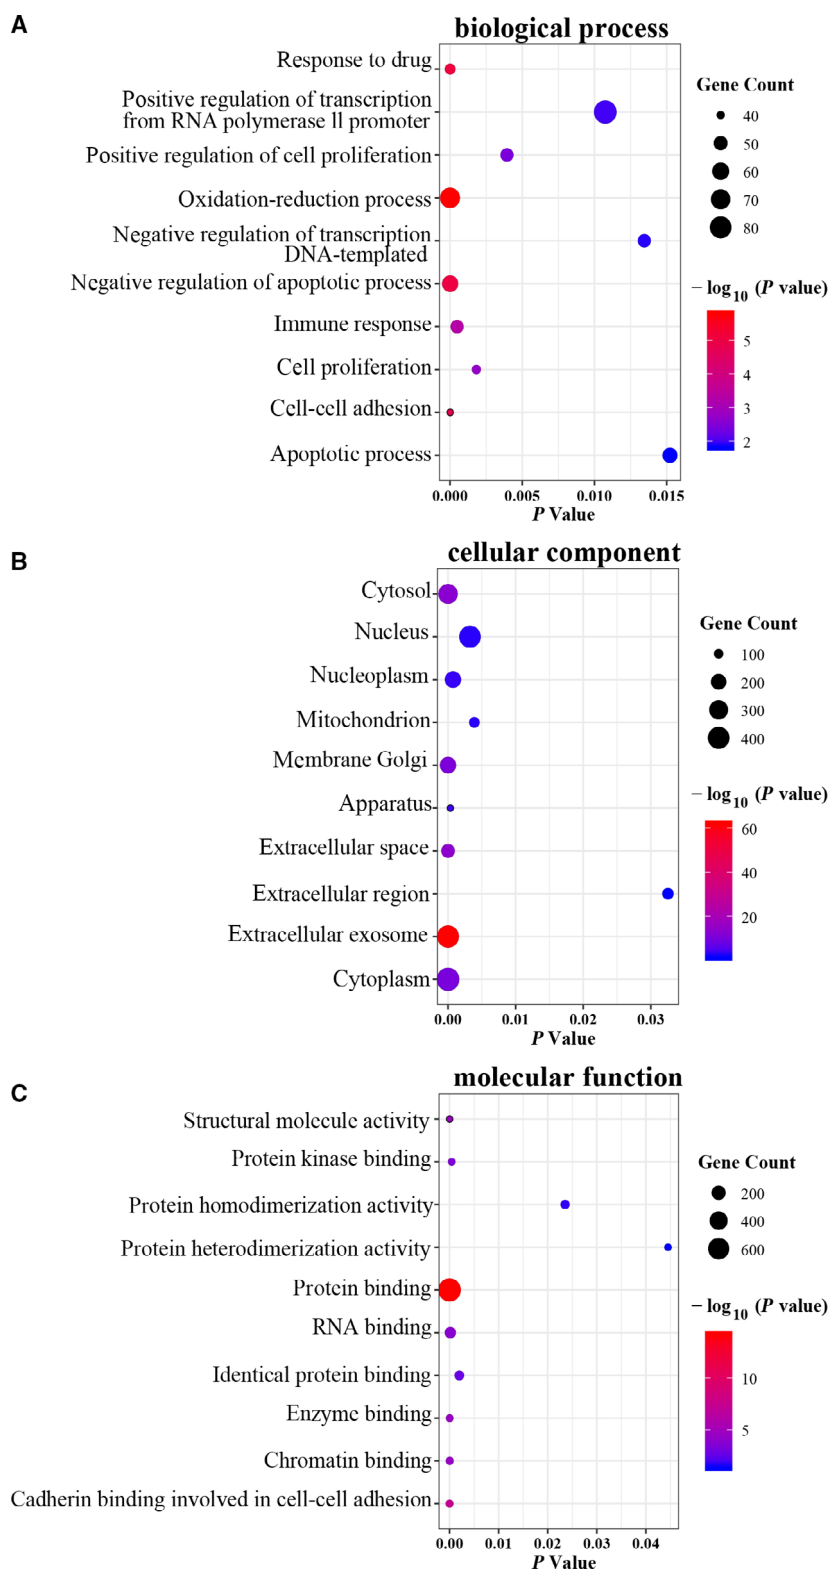 A
biological process
Response to drug
Positive regulation of transcription
from RNA polymerase ll promoter
Positive regulation of cell proliferation
Oxidation-reduction process
Negative regulation of transcription
DNA-templated
Negative regulation of apoptotic process
Immune response
Cell proliferation
Cell-cell adhesion
Apoptotic process
0.000 0.005 0.010 0.015
P Value
Gene Count
40
50
60
70
80
−log10 (P value)
5
4
3
2
B
cellular component
Cytosol
Nucleus
Nucleoplasm
Mitochondrion
Membrane Golgi
Apparatus
Extracellular space
Extracellular region
Extracellular exosome
Cytoplasm
0.00 0.01 0.02 0.03
P Value
Gene Count
100
200
300
400
−log10 (P value)
60
40
20
C
molecular function
Structural molecule activity
Protein kinase binding
Protein homodimerization activity
Protein heterodimerization activity
Protein binding
RNA binding
Identical protein binding
Enzyme binding
Chromatin binding
Cadherin binding involved in cell-cell adhesion
0.00 0.01 0.02 0.03 0.04
P Value
Gene Count
200
400
600
−log10 (P value)
10
5